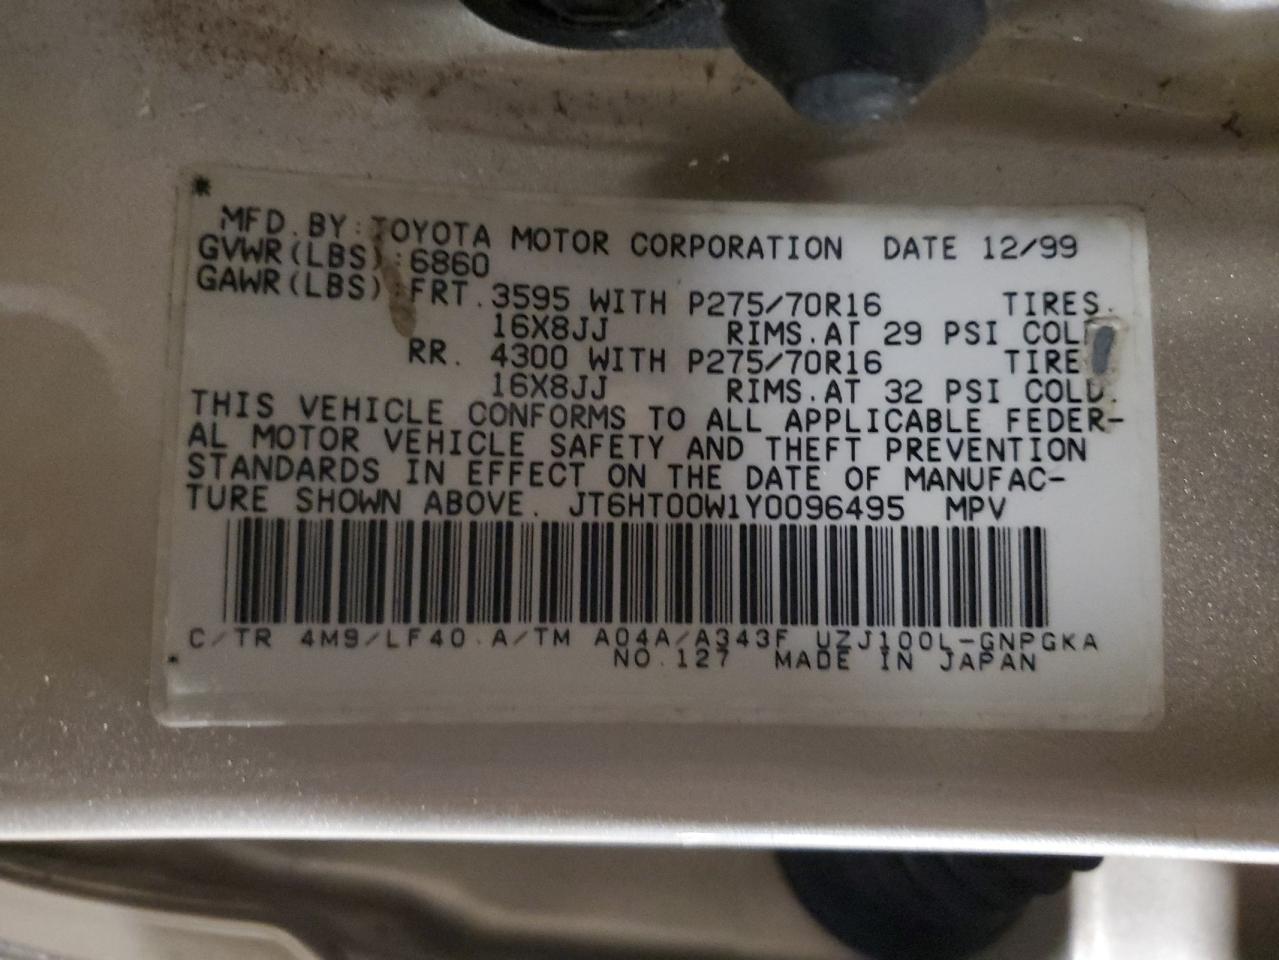 MFD. BY: TOYOTA MOTOR CORPORATION DATE 12/99
GVWR(LBS):6860
GAWR(LBS):FRT. 3595 WITH P275/70R16 TIRES.
16X8JJ RIMS.AT 29 PSI COLD
RR. 4300 WITH P275/70R16 TIRE
16X8JJ RIMS.AT 32 PSI COLD.
THIS VEHICLE CONFORMS TO ALL APPLICABLE FEDER-
AL MOTOR VEHICLE SAFETY AND THEFT PREVENTION
STANDARDS IN EFFECT ON THE DATE OF MANUFAC-
TURE SHOWN ABOVE. JT6HT00W1Y0096495 MPV
C/TR 4M9/LF40 A/TM A04A/A343F UZJ100L-GNPGKA
NO.127 MADE IN JAPAN